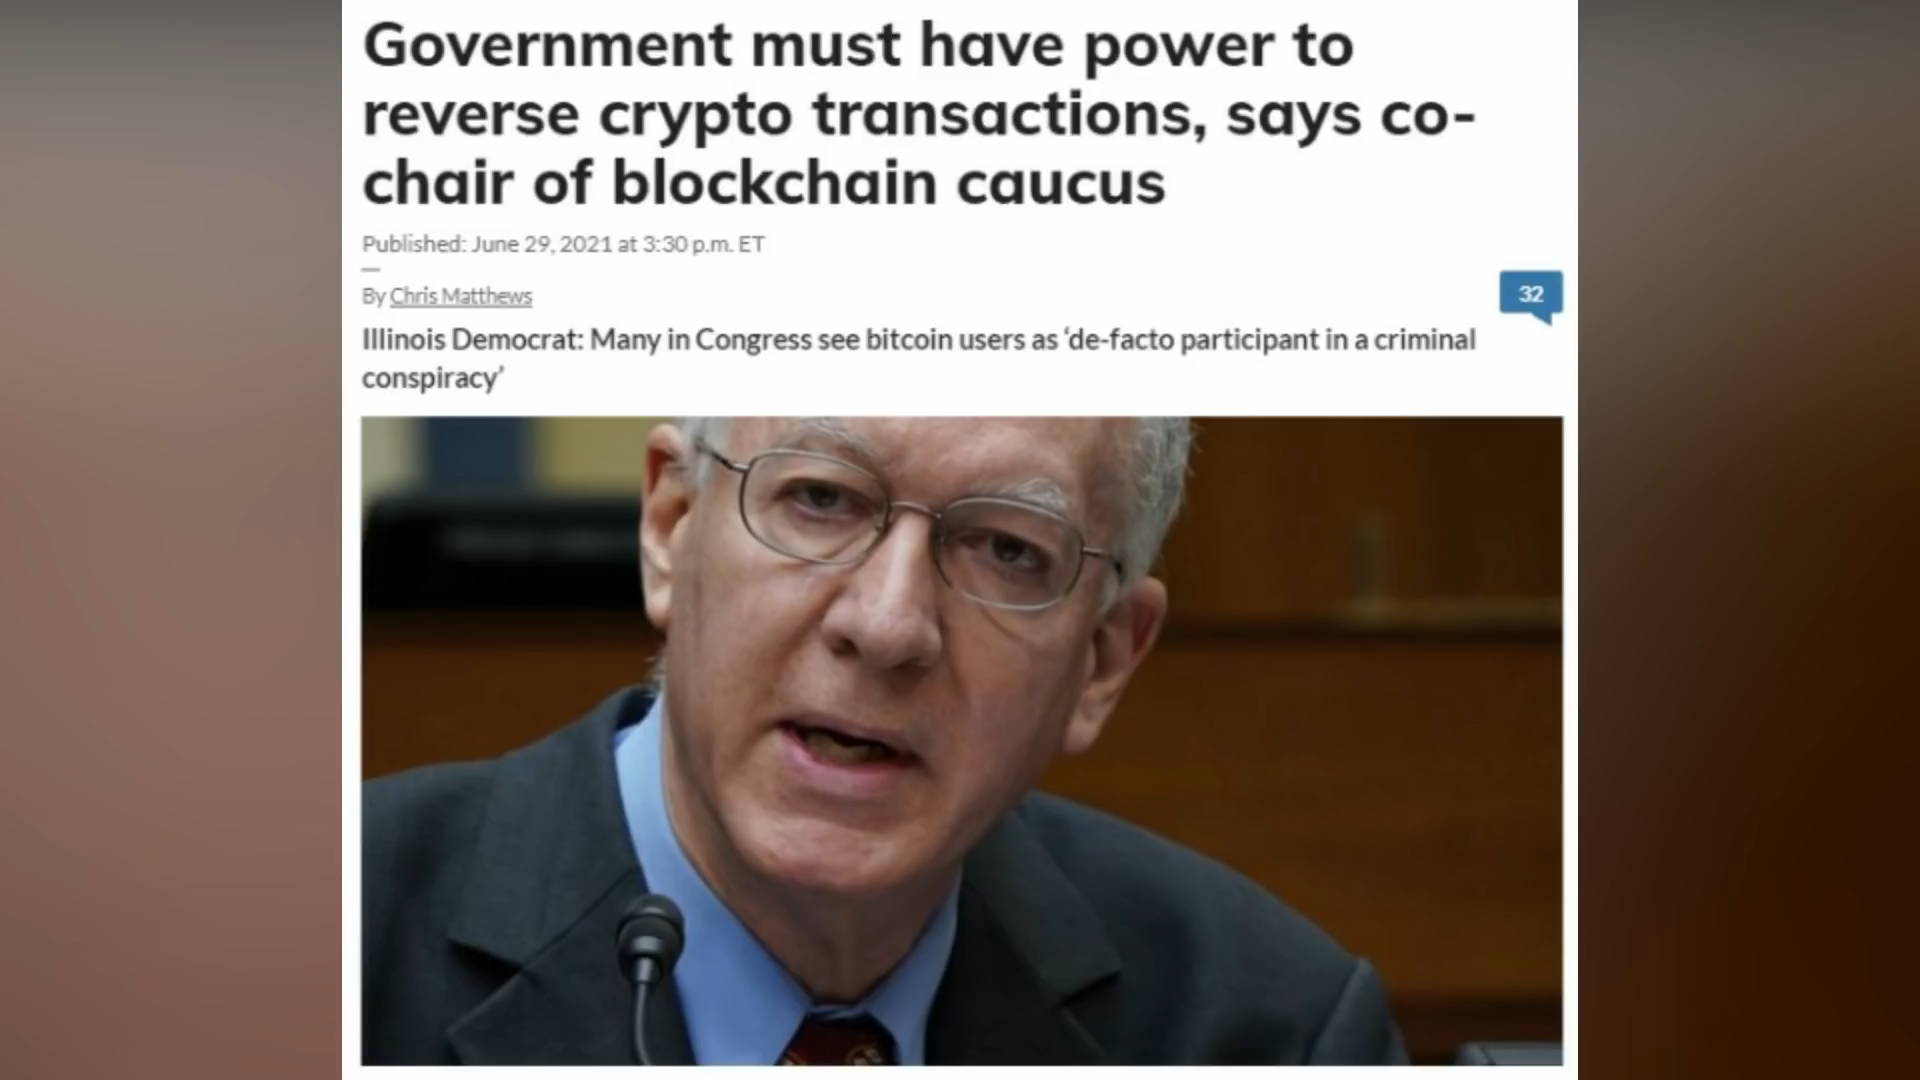 Government must have power to
reverse crypto transactions, says co-
chair of blockchain caucus
Published: June 29, 2021 at 3:30 p.m. ET
By Chris Matthews
32
Illinois Democrat: Many in Congress see bitcoin users as ‘de-facto participant in a criminal
conspiracy’